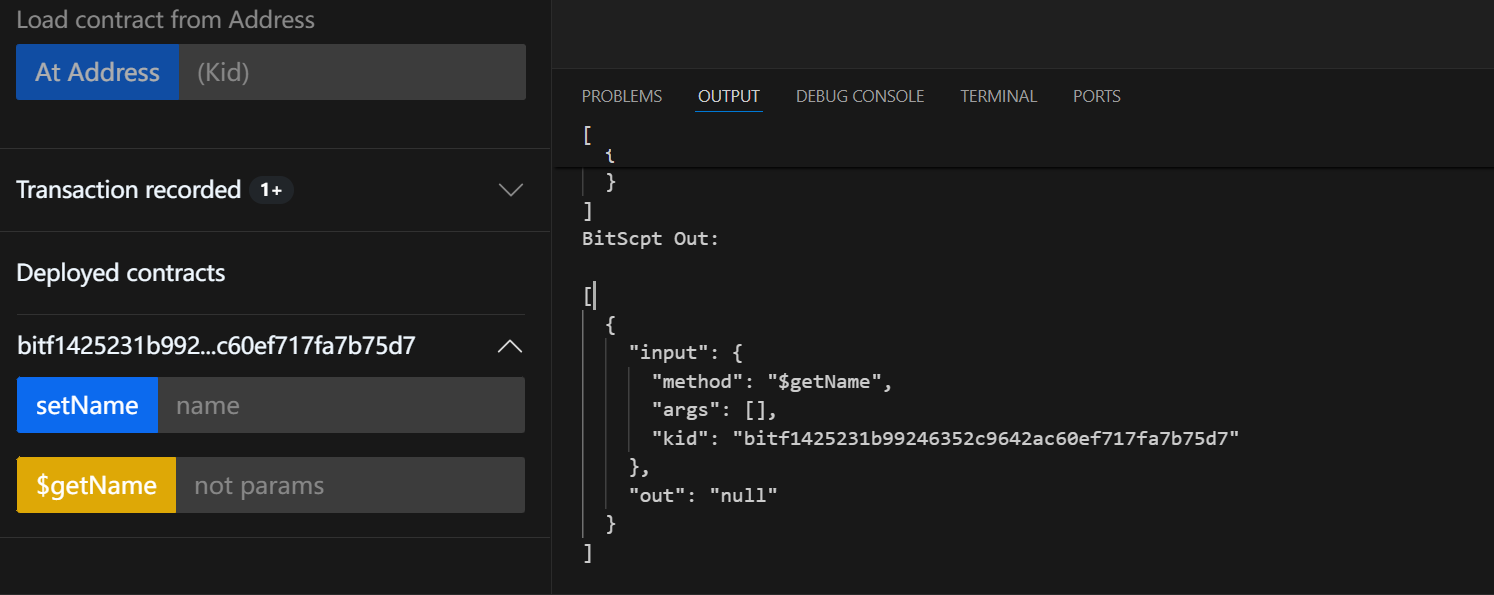 Load contract from Address
At Address
(Kid)
Transaction recorded 1+
Deployed contracts
bitf1425231b992...c60ef717fa7b75d7
setName
name
$getName
not params
PROBLEMS
OUTPUT
DEBUG CONSOLE
TERMINAL
PORTS
[
{
}
]
BitScpt Out:
[
{
"input": {
"method": "$getName",
"args": [],
"kid": "bitf1425231b99246352c9642ac60ef717fa7b75d7"
},
"out": "null"
}
]